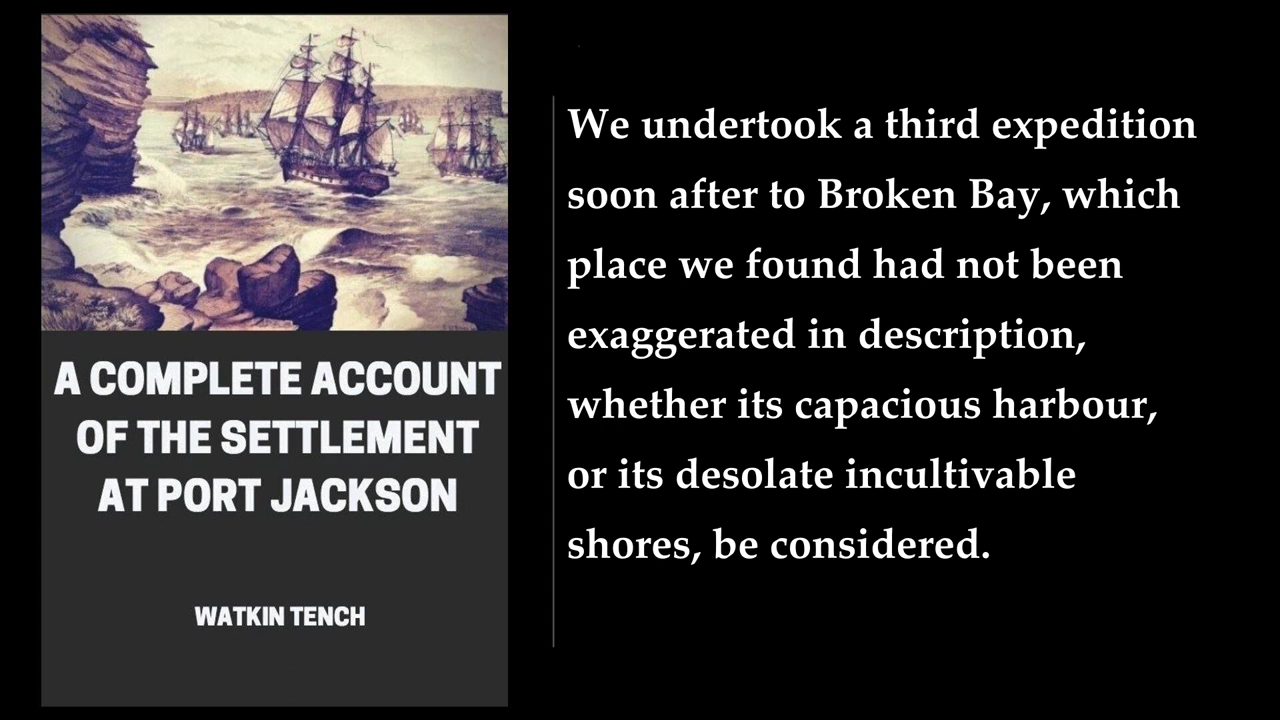 A COMPLETE ACCOUNT
OF THE SETTLEMENT
AT PORT JACKSON
WATKIN TENCH
We undertook a third expedition
soon after to Broken Bay, which
place we found had not been
exaggerated in description,
whether its capacious harbour,
or its desolate incultivable
shores, be considered.